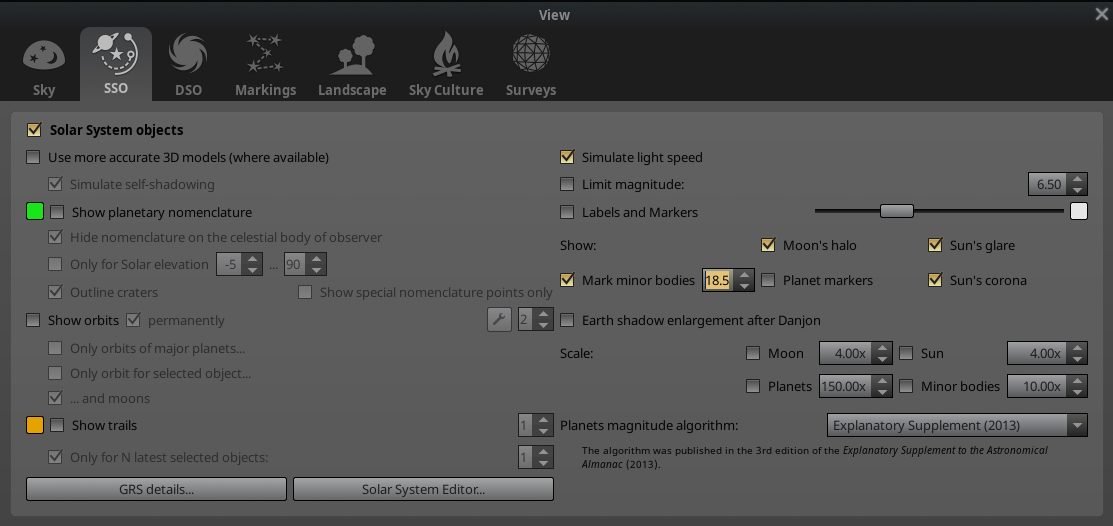 View
Sky SSO DSO Markings Landscape Sky Culture Surveys
Solar System objects
Use more accurate 3D models (where available)
Simulate self-shadowing
Show planetary nomenclature
Hide nomenclature on the celestial body of observer
Only for Solar elevation -5 ... 90
Outline craters Show special nomenclature points only
Show orbits permanently 2
Only orbits of major planets...
Only orbit for selected object...
... and moons
Show trails 1
Only for N latest selected objects: 1
GRS details... Solar System Editor...
Simulate light speed
Limit magnitude: 6.50
Labels and Markers
Show: Moon's halo Sun's glare
Mark minor bodies 18.5 Planet markers Sun's corona
Earth shadow enlargement after Danjon
Scale: Moon 4.00x Sun 4.00x
Planets 150.00x Minor bodies 10.00x
Planets magnitude algorithm: Explanatory Supplement (2013)
The algorithm was published in the 3rd edition of the Explanatory Supplement to the Astronomical
Almanac (2013).